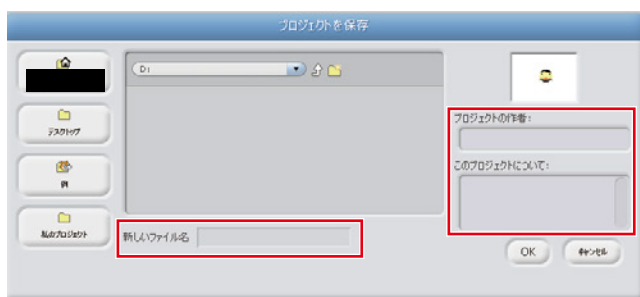 プロジェクトを保存
D:
デスクトップ
例
私のプロジェクト
新しいファイル名
プロジェクトの作者:
このプロジェクトについて:
OK
キャンセル